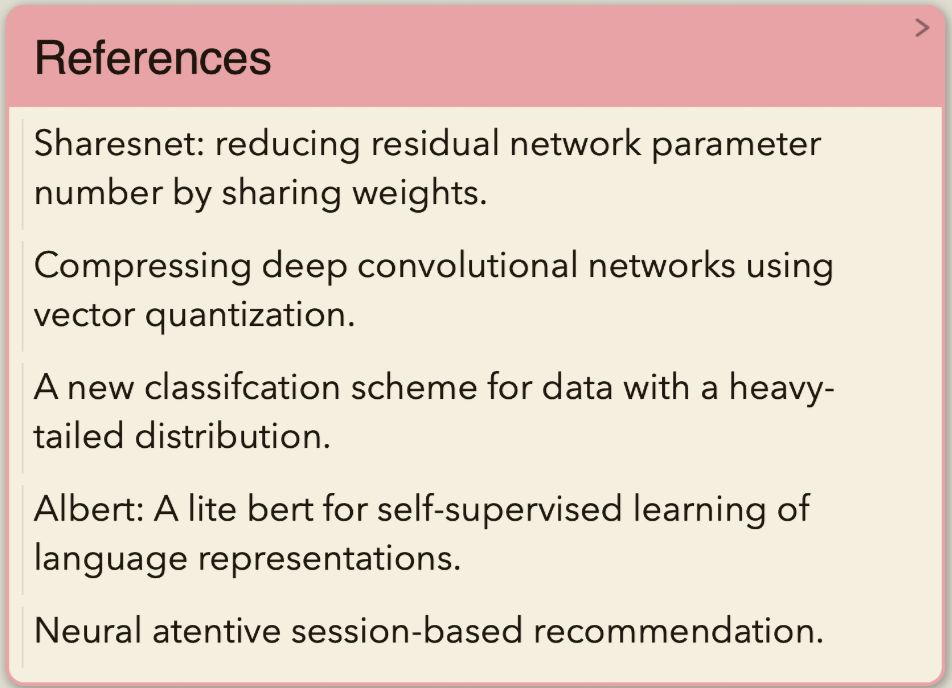 References
Sharesnet: reducing residual network parameter
number by sharing weights.
Compressing deep convolutional networks using
vector quantization.
A new classifcation scheme for data with a heavy-
tailed distribution.
Albert: A lite bert for self-supervised learning of
language representations.
Neural atentive session-based recommendation.